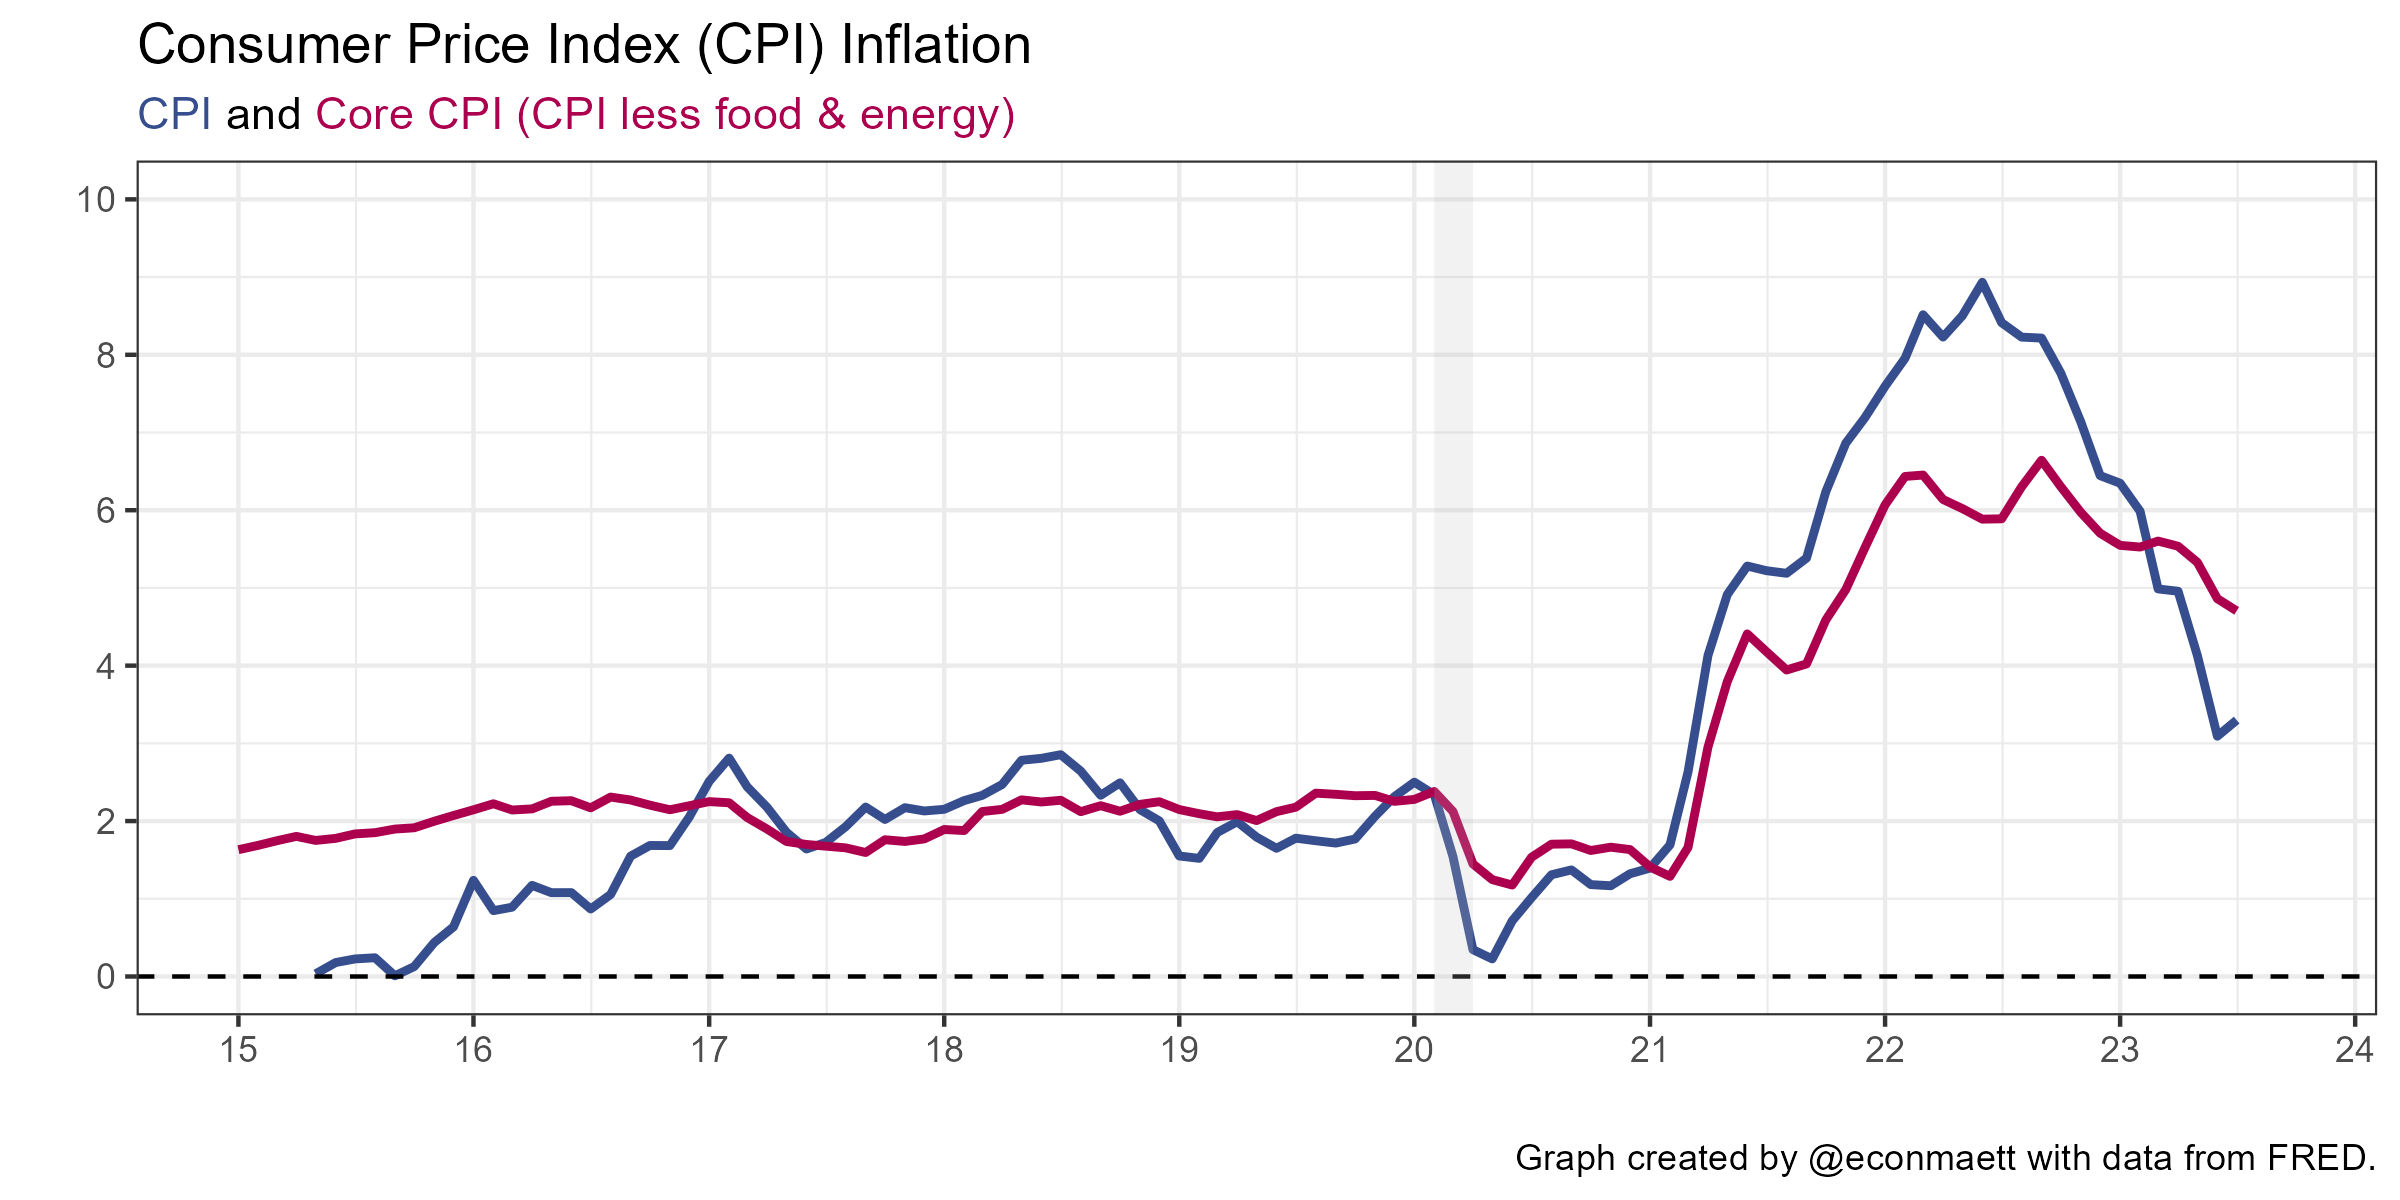 Consumer Price Index (CPI) Inflation
CPI and Core CPI (CPI less food & energy)
10
8
6
4
2
0
15 16 17 18 19 20 21 22 23 24
Graph created by @econmaett with data from FRED.